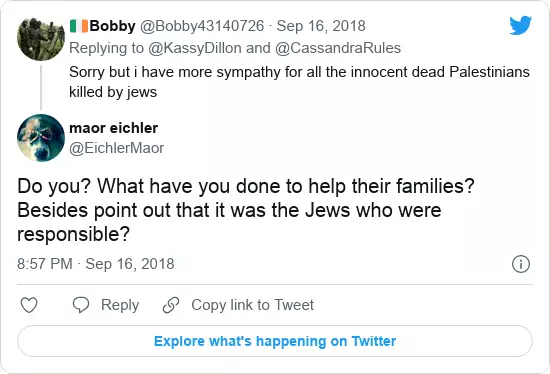 🇮🇪Bobby @Bobby43140726 · Sep 16, 2018
Replying to @KassyDillon and @CassandraRules
Sorry but i have more sympathy for all the innocent dead Palestinians
killed by jews
maor eichler
@EichlerMaor
Do you? What have you done to help their families?
Besides point out that it was the Jews who were
responsible?
8:57 PM · Sep 16, 2018
Reply
Copy link to Tweet
Explore what's happening on Twitter